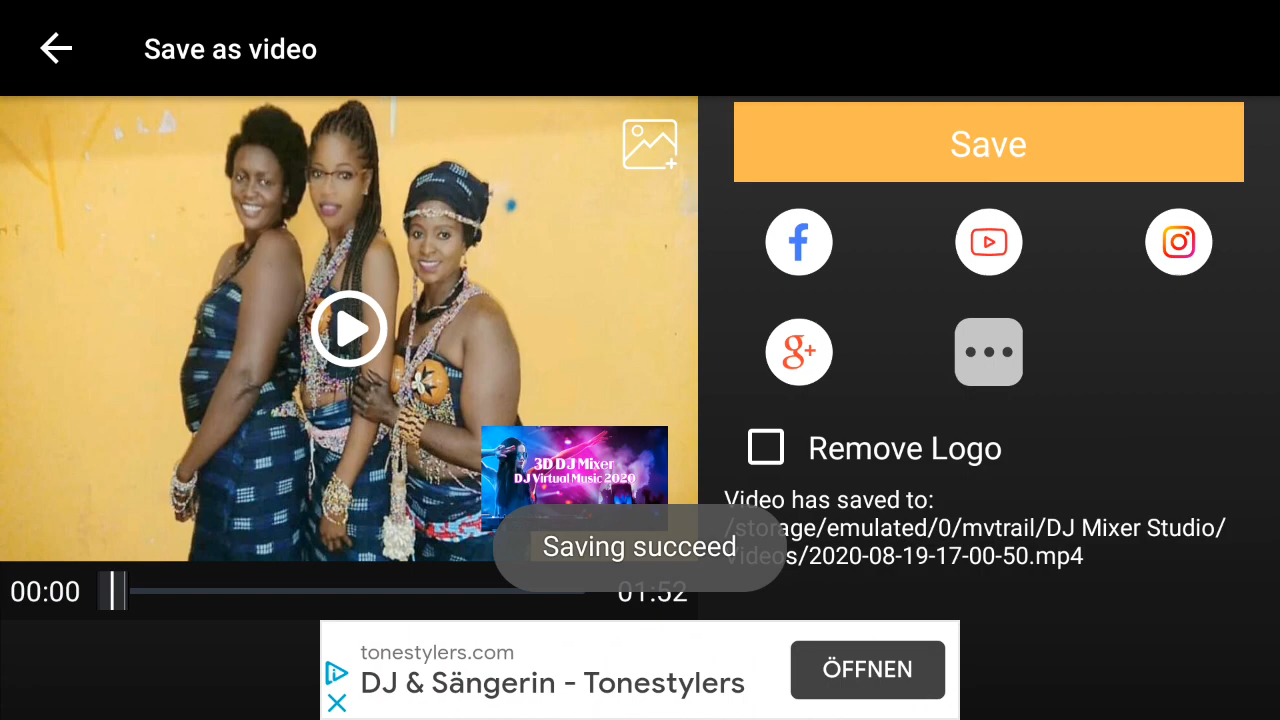 Save as video
Save
3D DJ Mixer
DJ Virtual Music 2020
Remove Logo
Video has saved to:
/storage/emulated/0/mvtrail/DJ Mixer Studio/
Videos/2020-08-19-17-00-50.mp4
Saving succeed
00:00
01:52
tonestylers.com
DJ & Sängerin - Tonestylers
ÖFFNEN